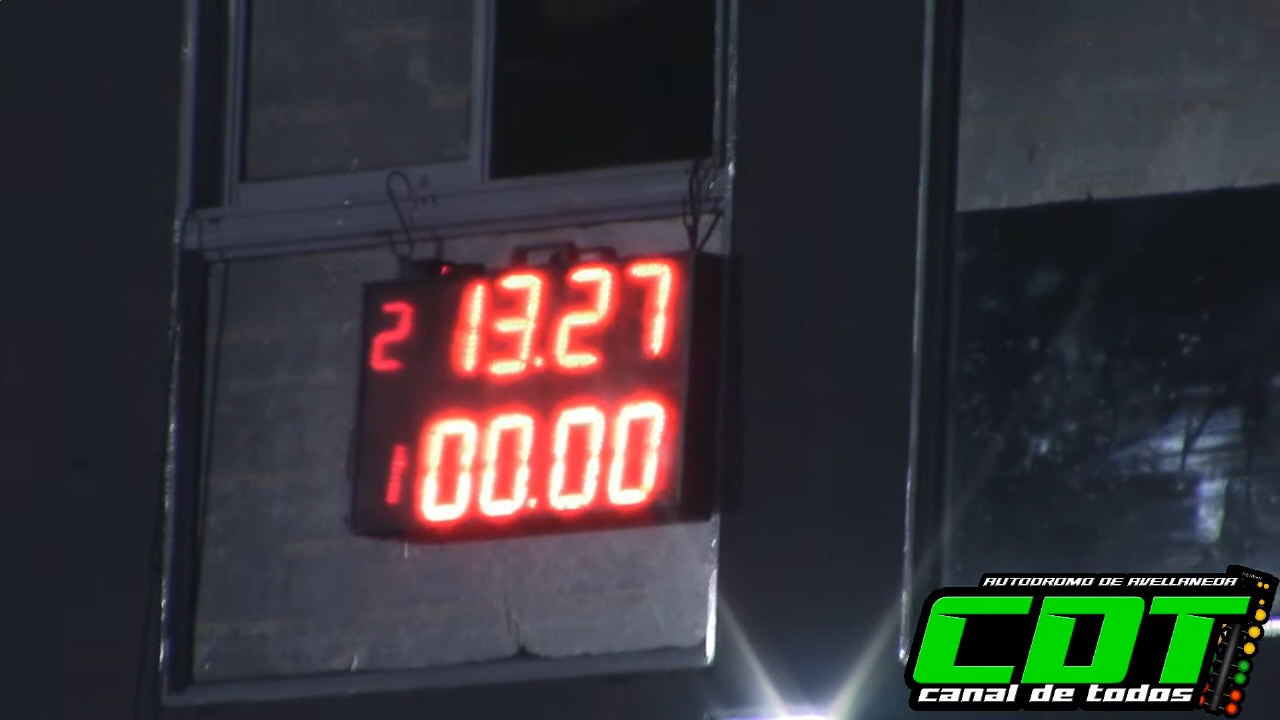 2 13.27
1 00.00
AUTODROMO DE AVELLANEDA
CDT
canal de todos